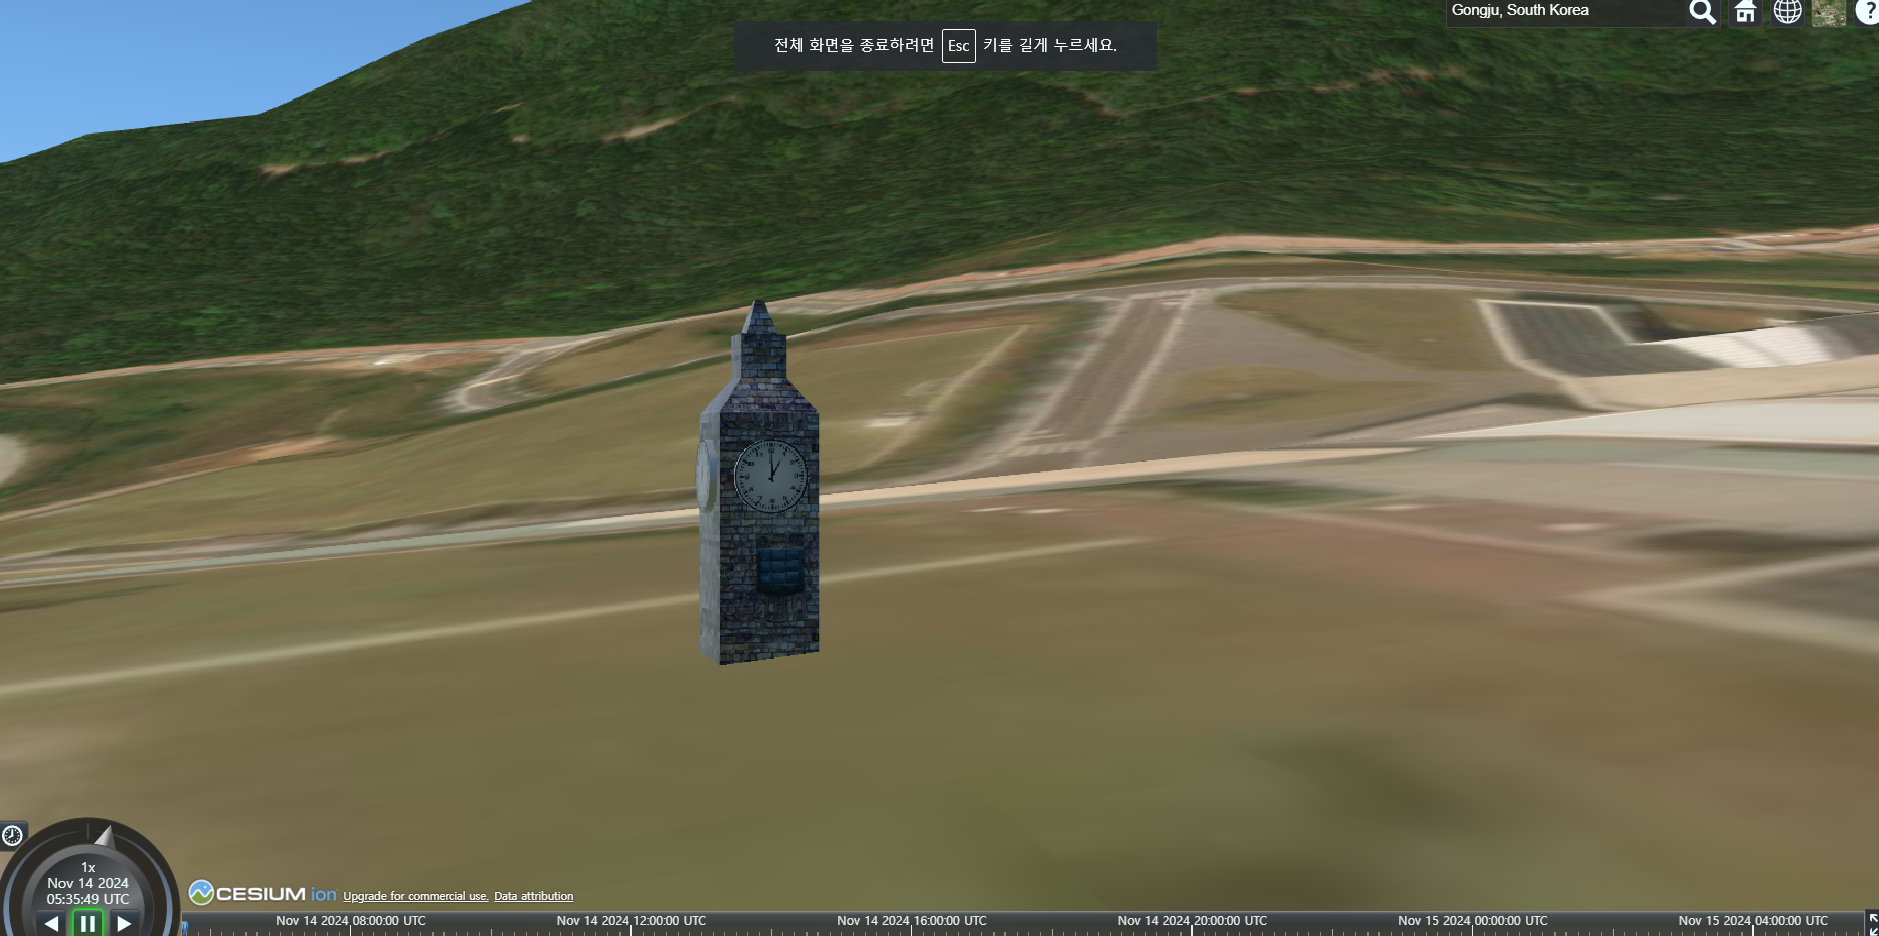 Gongju, South Korea
?
전체 화면을 종료하려면 Esc 키를 길게 누르세요.
1x
Nov 14 2024
05:35:49 UTC
CESIUM ion Upgrade for commercial use. Data attribution
Nov 14 2024 08:00:00 UTC Nov 14 2024 12:00:00 UTC Nov 14 2024 16:00:00 UTC Nov 14 2024 20:00:00 UTC Nov 15 2024 00:00:00 UTC Nov 15 2024 04:00:00 UTC